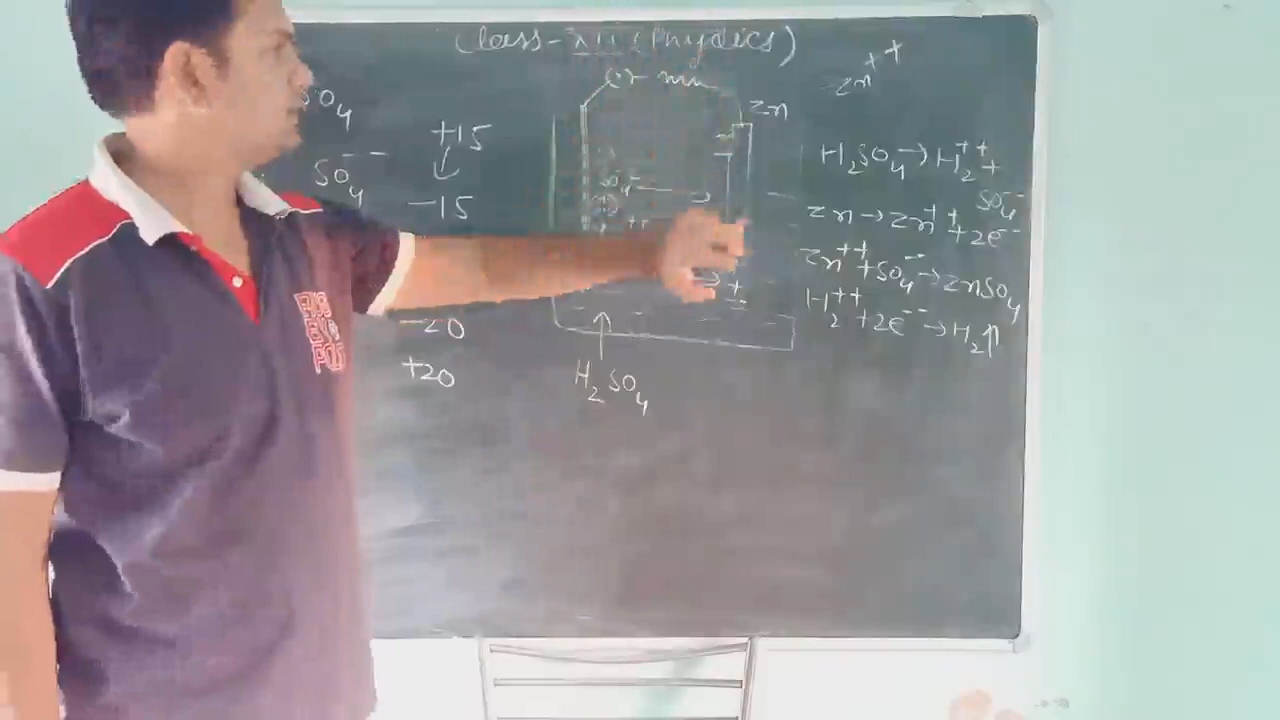 Class-XII (Physics)
Zn++
SO4
Zn
+15
SO4--
-15
H2SO4→H2++ +
SO4--
Zn→Zn++ +2e--
Zn++ +SO4--→ZnSO4
H2++ +2e--→H2↑
SO4--
++
+
-20
+20
H2SO4